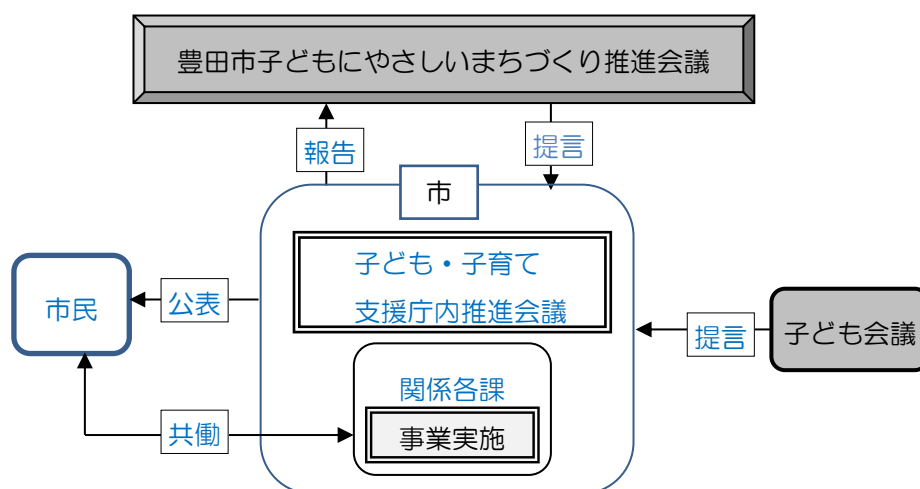 豊田市子どもにやさしいまちづくり推進会議
報告
提言
市
子ども・子育て
支援庁内推進会議
市民
公表
提言
子ども会議
関係各課
共働
事業実施